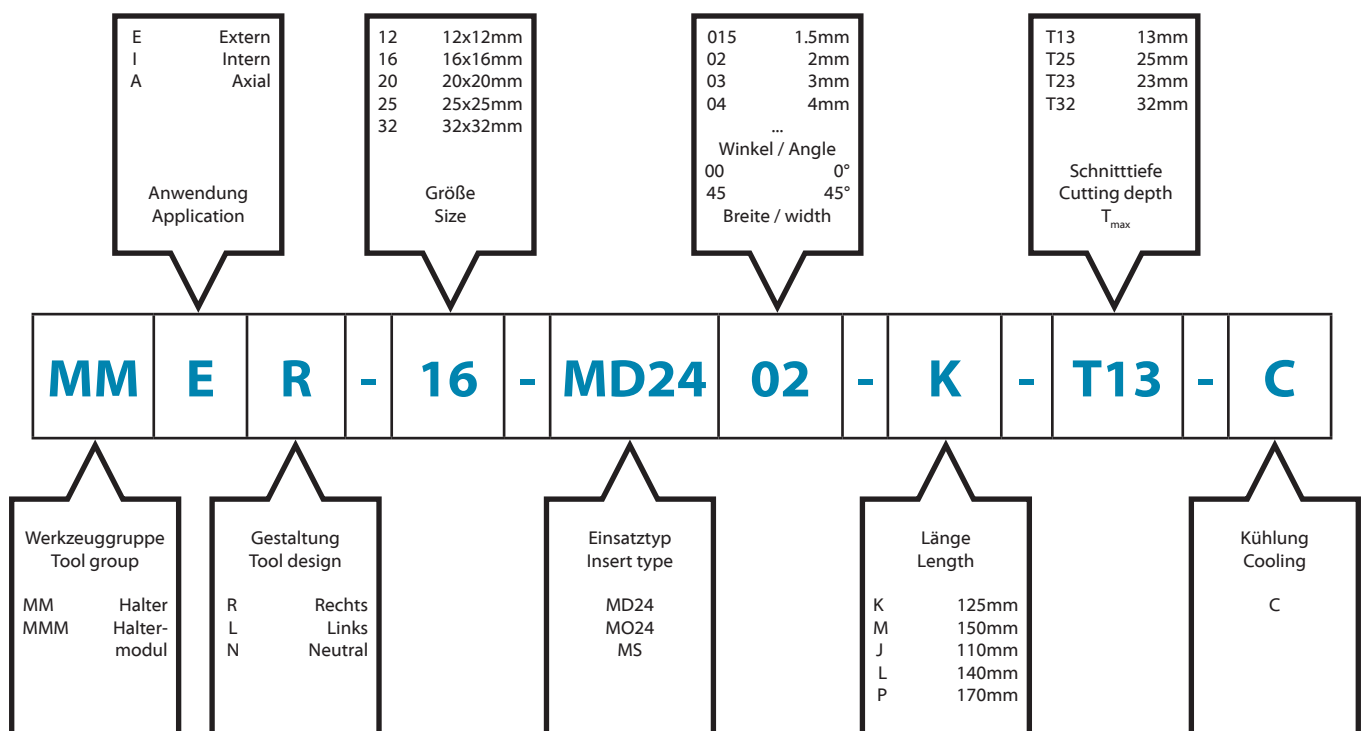 E Extern
I Intern
A Axial
Anwendung
Application
12 12x12mm
16 16x16mm
20 20x20mm
25 25x25mm
32 32x32mm
Größe
Size
015 1.5mm
02 2mm
03 3mm
04 4mm
...
Winkel / Angle
00 0°
45 45°
Breite / width
T13 13mm
T25 25mm
T23 23mm
T32 32mm
Schnitttiefe
Cutting depth
Tmax
MM E R - 16 - MD24 02 - K - T13 - C
Werkzeuggruppe
Tool group
MM Halter
MMM Halter-
modul
Gestaltung
Tool design
R Rechts
L Links
N Neutral
Einsatztyp
Insert type
MD24
MO24
MS
Länge
Length
K 125mm
M 150mm
J 110mm
L 140mm
P 170mm
Kühlung
Cooling
C